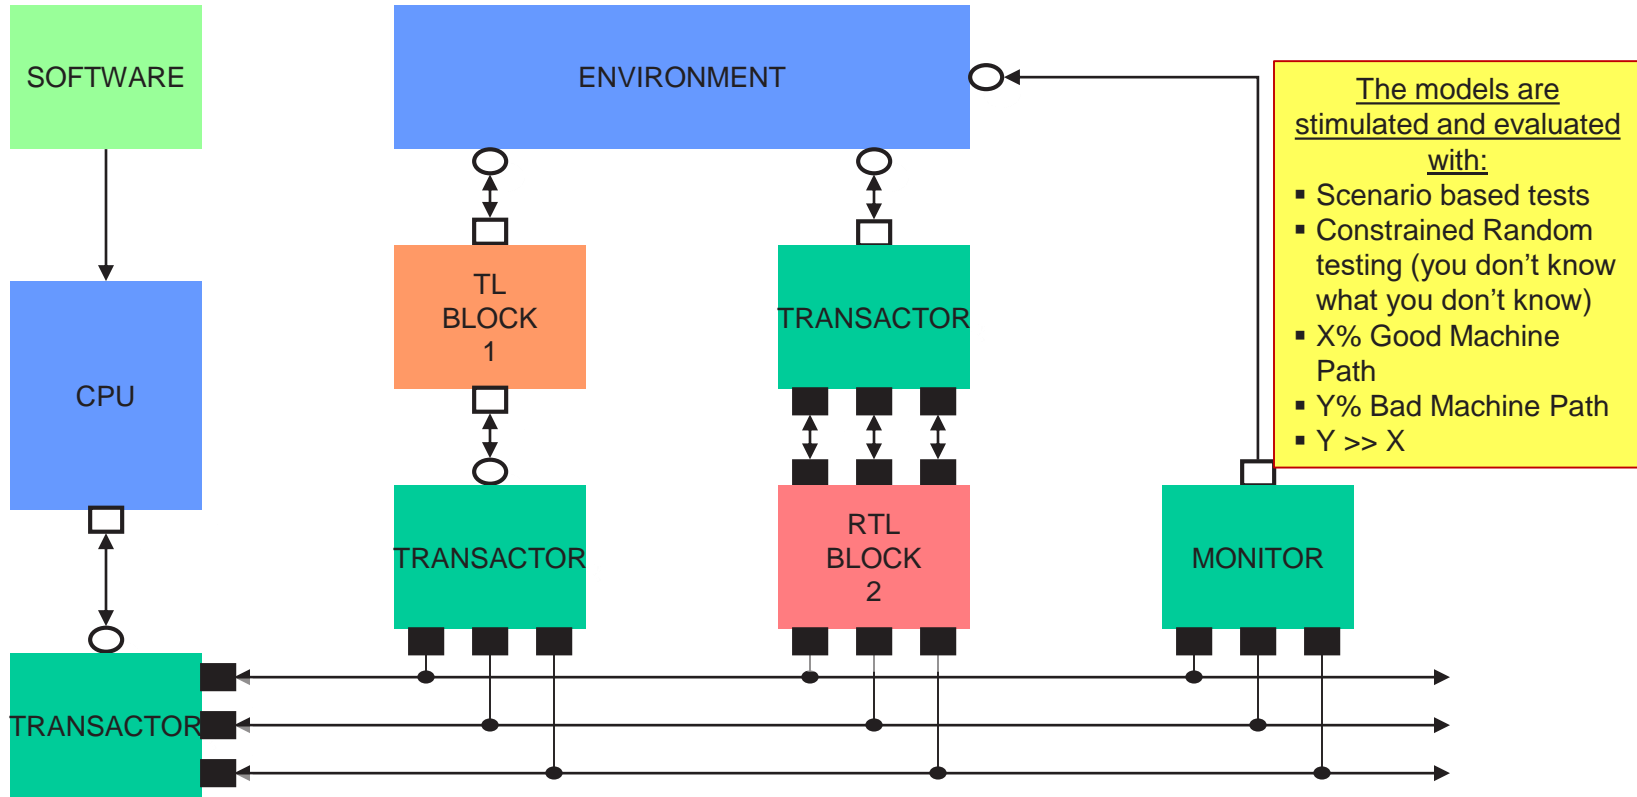 SOFTWARE
ENVIRONMENT
The models are
stimulated and evaluated
with:
▪ Scenario based tests
▪ Constrained Random
testing (you don’t know
what you don’t know)
▪ X% Good Machine
Path
▪ Y% Bad Machine Path
▪ Y >> X
CPU
TL
BLOCK
1
TRANSACTOR
TRANSACTOR
RTL
BLOCK
2
MONITOR
TRANSACTOR